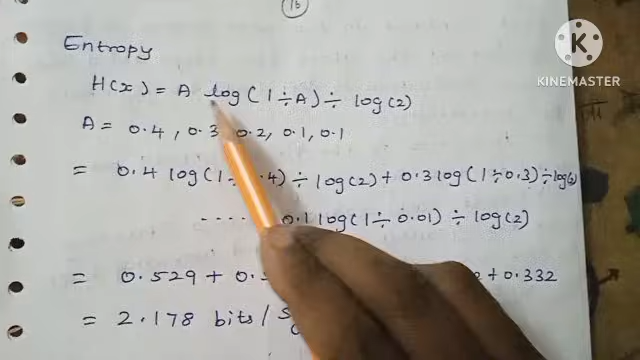 16
Entropy
H(x) = A log(1÷A) ÷ log(2)
A = 0.4, 0.3 0.2, 0.1, 0.1
= 0.4 log(1÷ .4) ÷ log(2) + 0.3 log(1÷0.3) ÷ log(2)
..... 0.1 log(1÷0.01) ÷ log(2)
= 0.529 + 0. + 0.332
= 2.178 bits/S
K
KINEMASTER